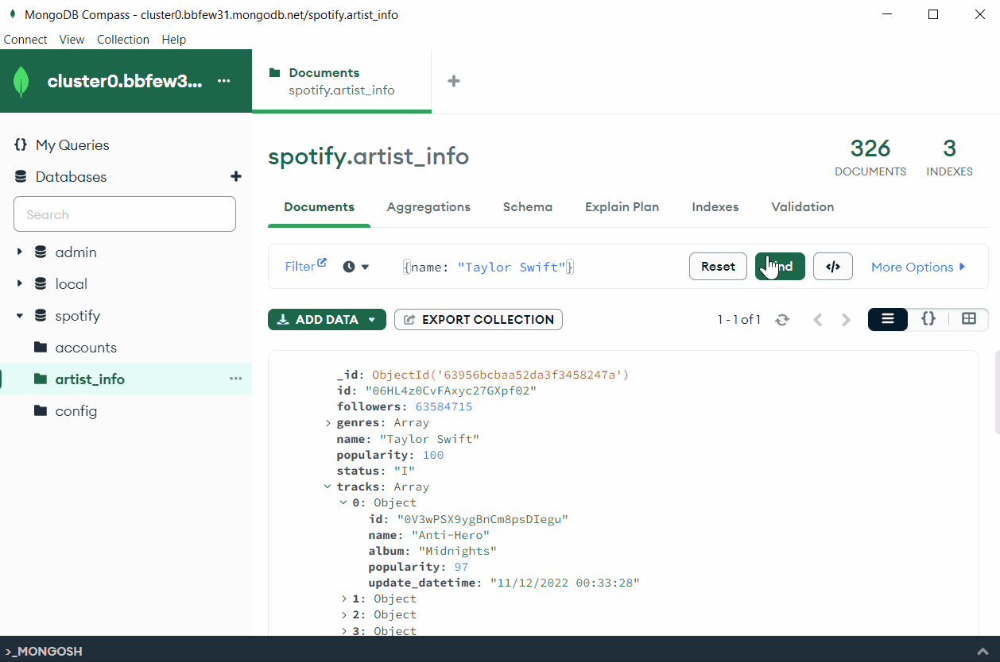 MongoDB Compass - cluster0.bbfew31.mongodb.net/spotify.artist_info
Connect View Collection Help
cluster0.bbfew3... ···
Documents
spotify.artist_info
+
{} My Queries
Databases +
Search
admin
local
spotify
accounts
artist_info ···
config
spotify.artist_info
326
DOCUMENTS
3
INDEXES
Documents Aggregations Schema Explain Plan Indexes Validation
Filter {name: "Taylor Swift"} Reset </> More Options
ADD DATA EXPORT COLLECTION 1 - 1 of 1 {}
_id: ObjectId('63956bcbaa52da3f3458247a')
id: "06HL4z0CvFAxyc27GXpf02"
followers: 63584715
genres: Array
name: "Taylor Swift"
popularity: 100
status: "I"
tracks: Array
0: Object
id: "0V3wPSX9ygBnCm8psDIegu"
name: "Anti-Hero"
album: "Midnights"
popularity: 97
update_datetime: "11/12/2022 00:33:28"
1: Object
2: Object
3: Object
>_MONGOSH